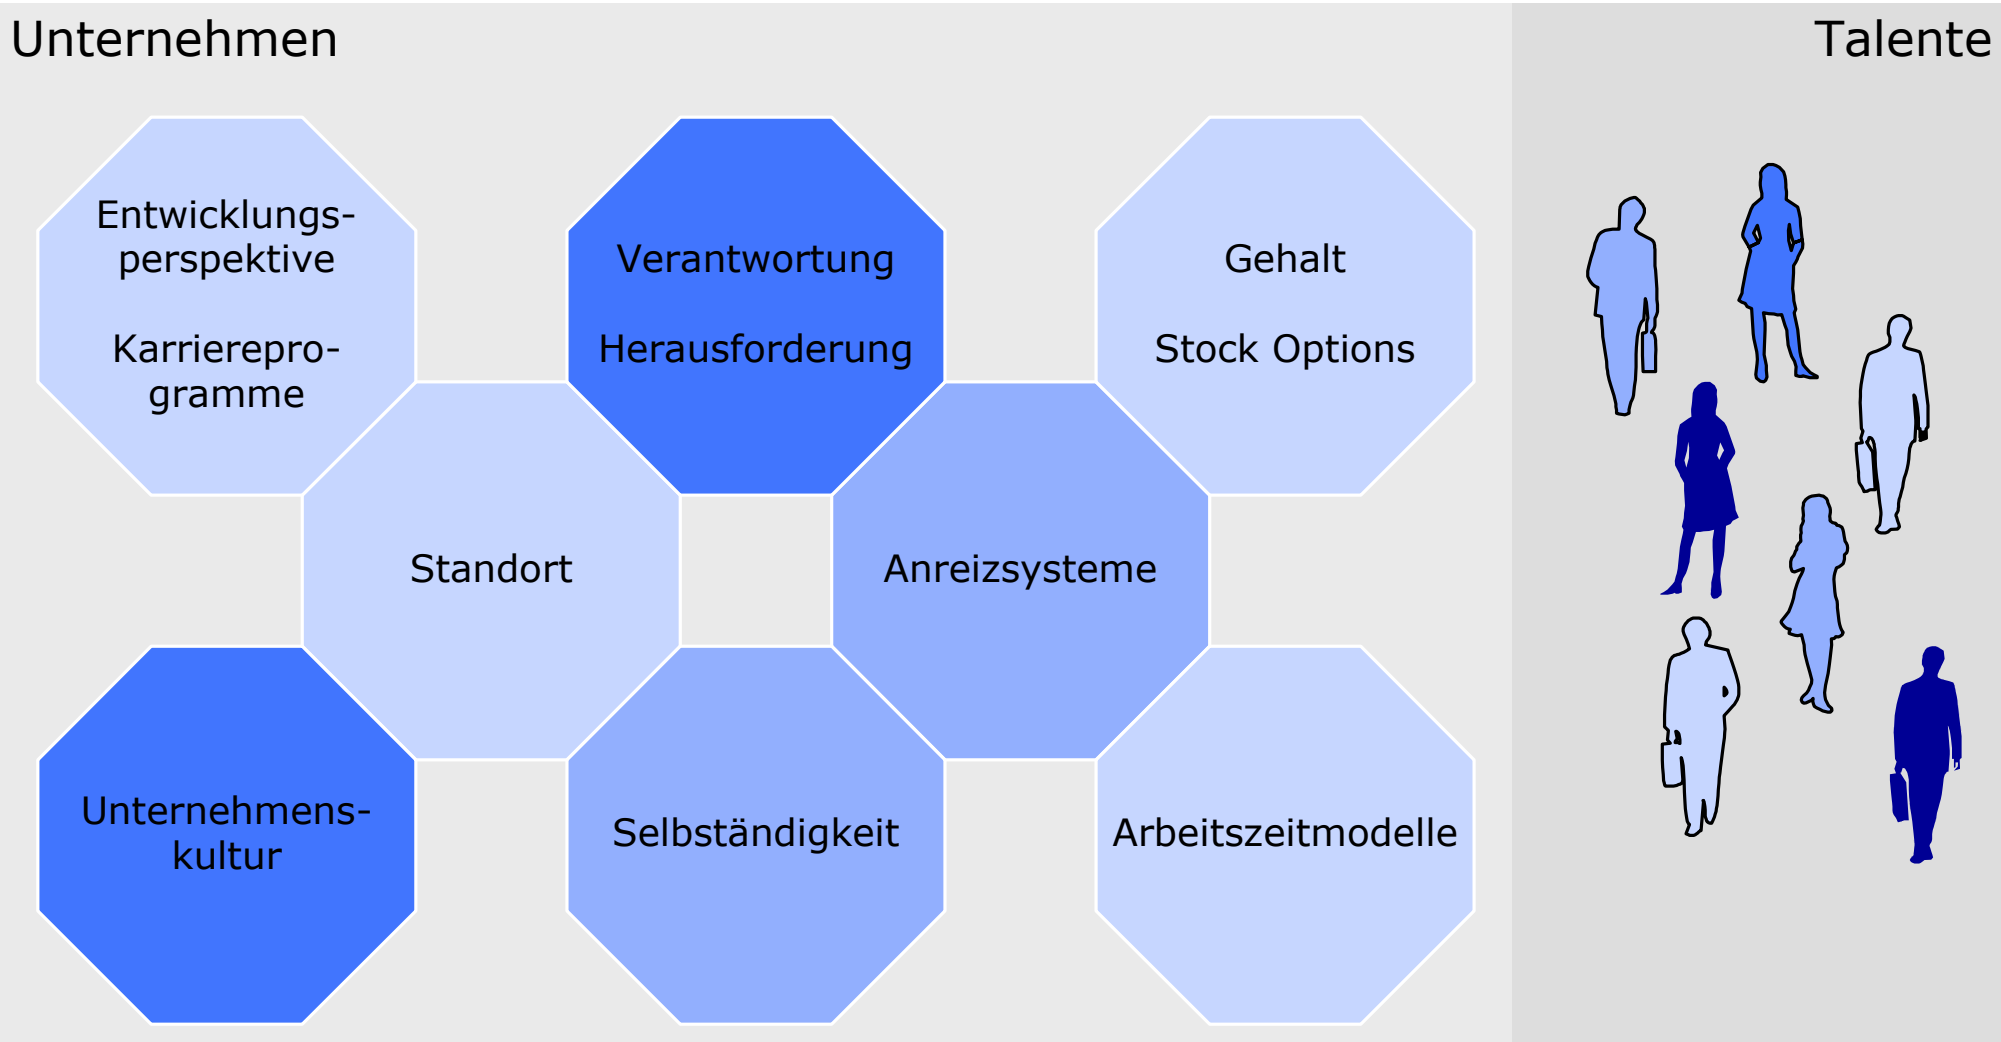 Unternehmen
Talente
Entwicklungs-
perspektive
Karrierepro-
gramme
Verantwortung
Herausforderung
Gehalt
Stock Options
Standort
Anreizsysteme
Unternehmens-
kultur
Selbständigkeit
Arbeitszeitmodelle